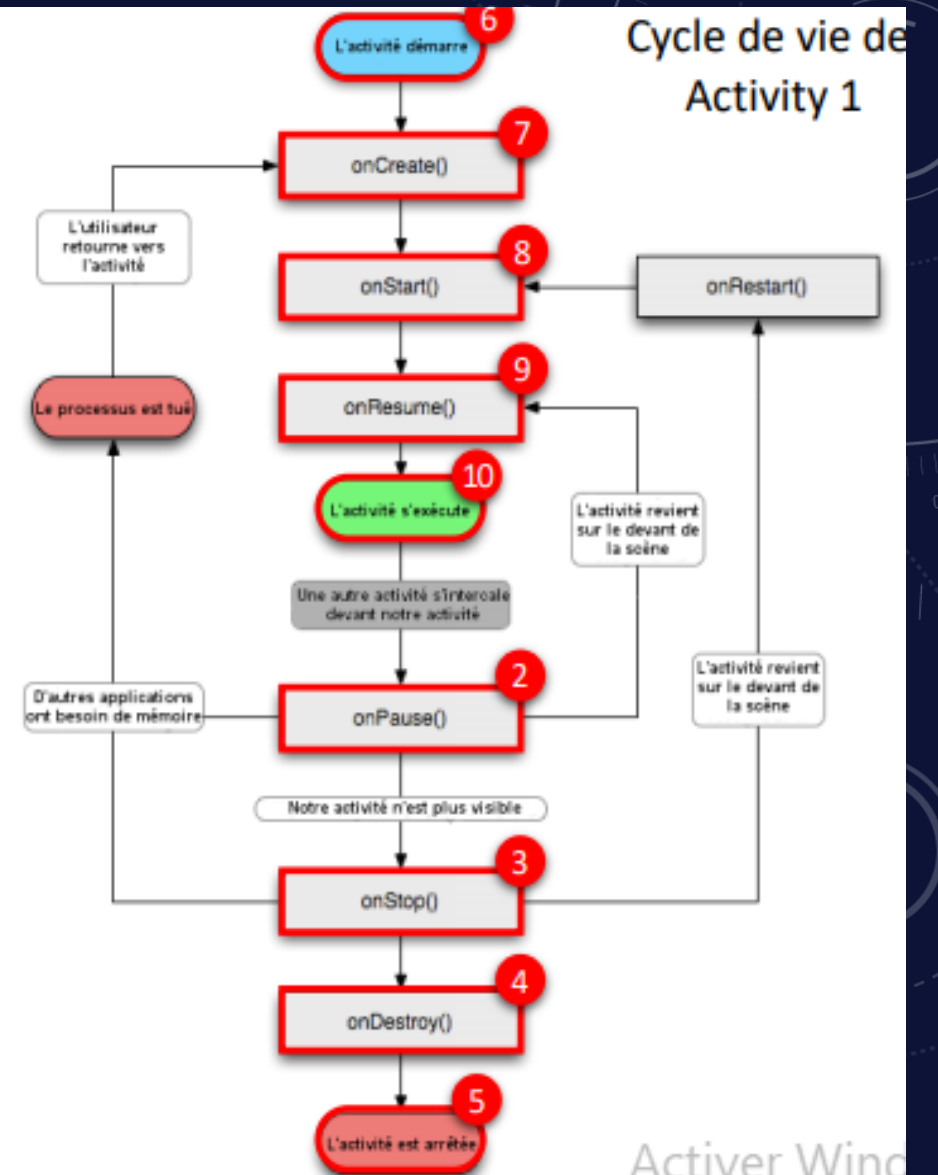 6
L'activité démarre
Cycle de vie de
Activity 1
7
onCreate()
L'utilisateur
retourne vers
l'activité
8
onStart()
onRestart()
9
onResume()
Le processus est tué
10
L'activité s'exécute
L'activité revient
sur le devant de
la scène
Une autre activité s'intercale
devant notre activité
L'activité revient
sur le devant de
la scène
2
D'autres applications
ont besoin de mémoire
onPause()
Notre activité n'est plus visible
3
onStop()
4
onDestroy()
5
L'activité est arrêtée
Activer Wind